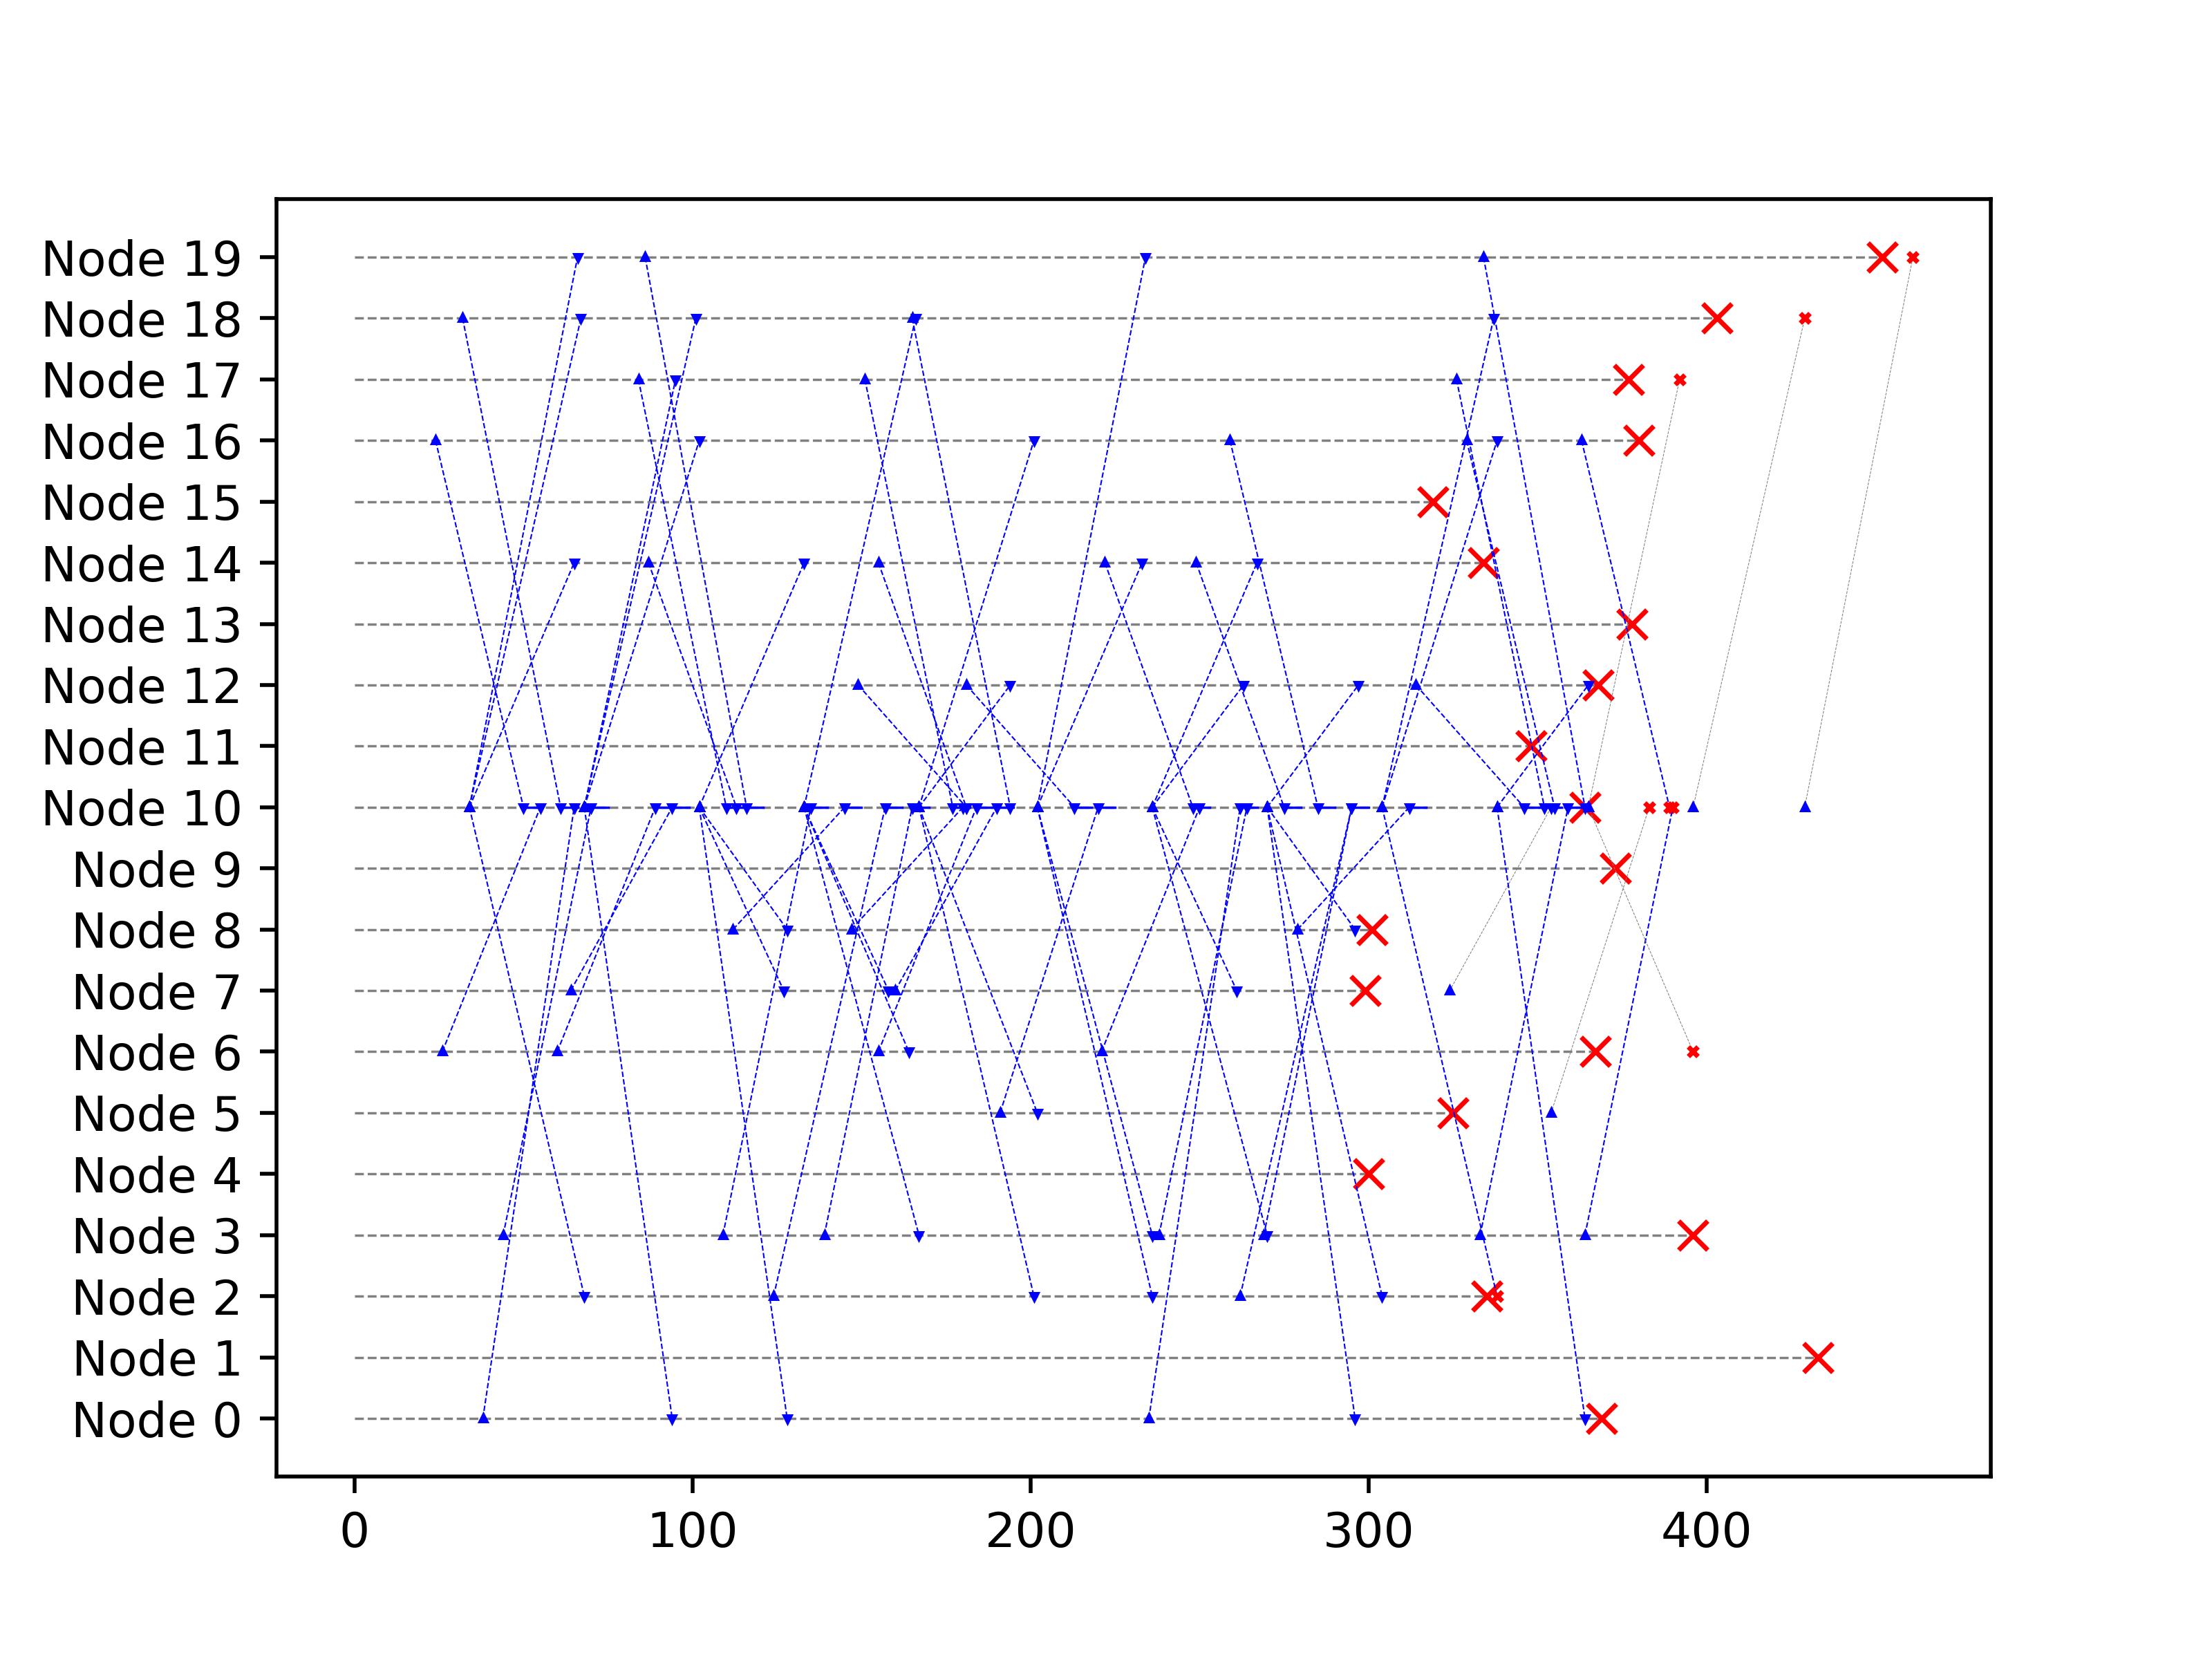 Node 19
Node 18
Node 17
Node 16
Node 15
Node 14
Node 13
Node 12
Node 11
Node 10
Node 9
Node 8
Node 7
Node 6
Node 5
Node 4
Node 3
Node 2
Node 1
Node 0
0 100 200 300 400